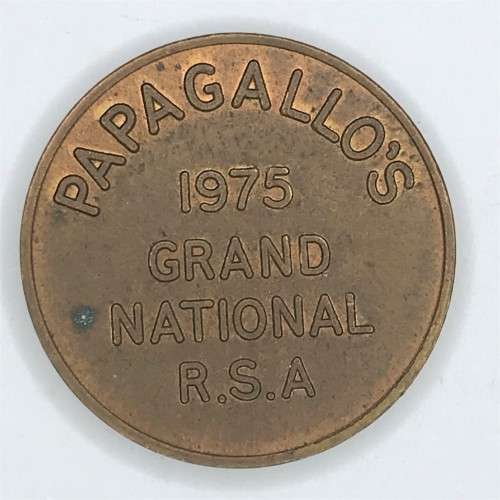 PAPAGALLO'S
1975
GRAND
NATIONAL
R.S.A